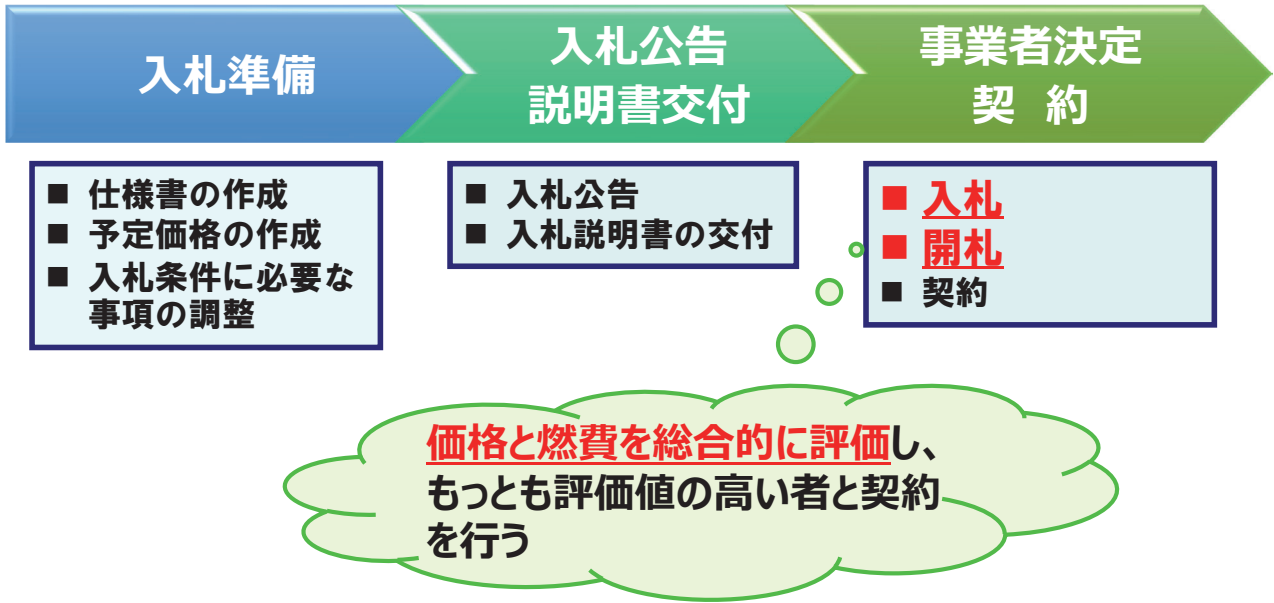 入札準備
入札公告
説明書交付
事業者決定
契 約
■ 仕様書の作成
■ 予定価格の作成
■ 入札条件に必要な
事項の調整
■ 入札公告
■ 入札説明書の交付
■ 入札
■ 開札
■ 契約
価格と燃費を総合的に評価し、
もっとも評価値の高い者と契約
を行う